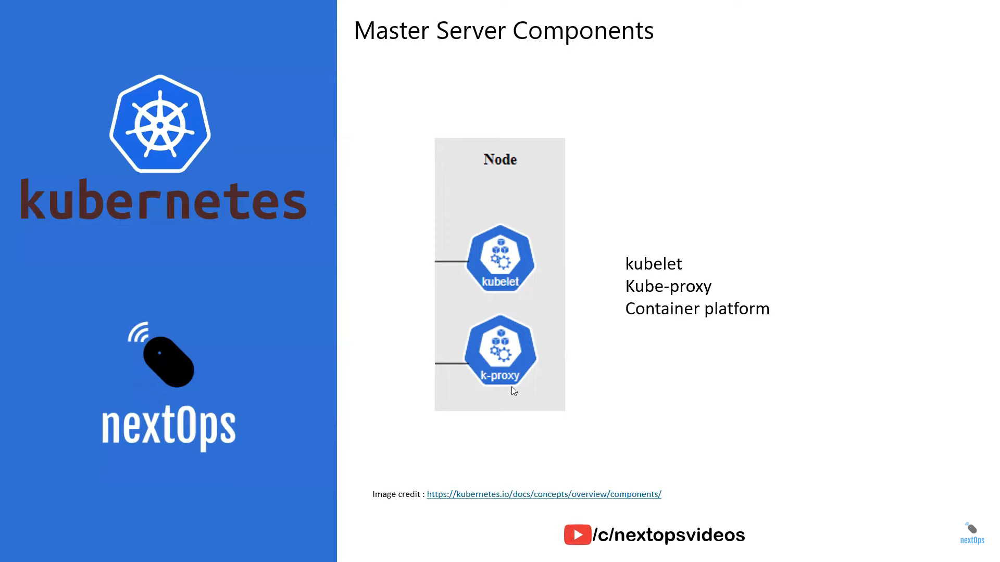 Master Server Components
kubernetes
nextOps
Node
kubelet
k-proxy
kubelet
Kube-proxy
Container platform
Image credit : https://kubernetes.io/docs/concepts/overview/components/
/c/nextopsvideos
nextOps